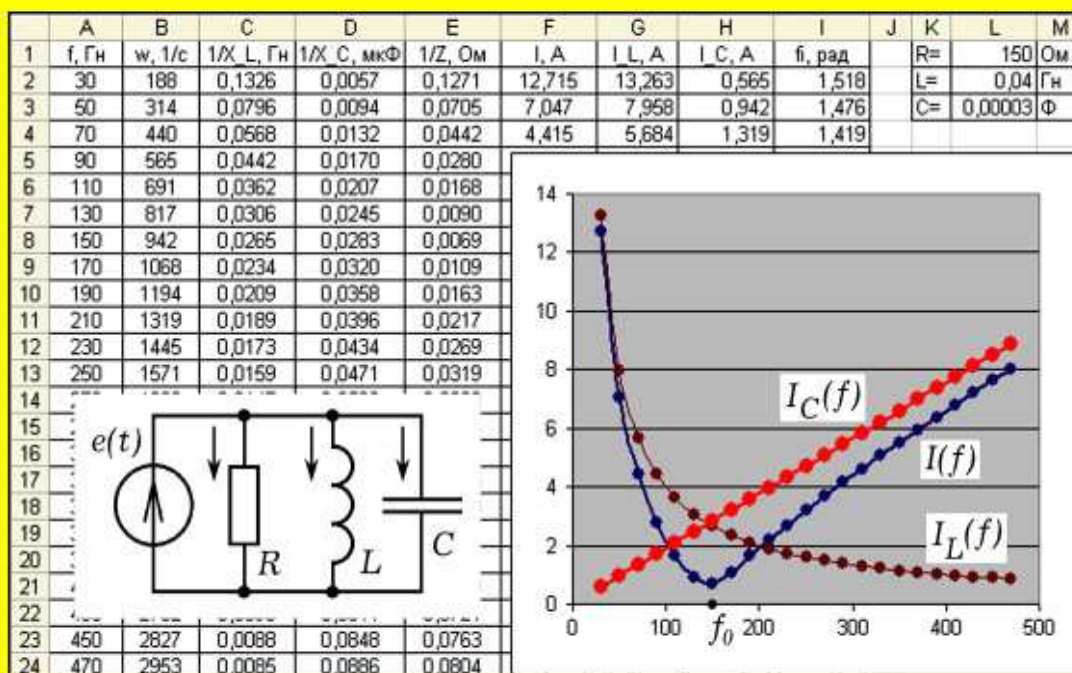 A B C D E F G H I J K L M
1 f, Гн w, 1/с 1/X_L, Гн 1/X_C, мкФ 1/Z, Ом I, А I_L, А I_C, А fi, рад R= 150 Ом
2 30 188 0,1326 0,0057 0,1271 12,715 13,263 0,565 1,518 L= 0,04 Гн
3 50 314 0,0796 0,0094 0,0705 7,047 7,958 0,942 1,476 C= 0,00003 Ф
4 70 440 0,0568 0,0132 0,0442 4,415 5,684 1,319 1,419
5 90 565 0,0442 0,0170 0,0280
6 110 691 0,0362 0,0207 0,0168
7 130 817 0,0306 0,0245 0,0090
8 150 942 0,0265 0,0283 0,0069
9 170 1068 0,0234 0,0320 0,0109
10 190 1194 0,0209 0,0358 0,0163
11 210 1319 0,0189 0,0396 0,0217
12 230 1445 0,0173 0,0434 0,0269
13 250 1571 0,0159 0,0471 0,0319
14
15
16
17
18
19
20
21
22
23 450 2827 0,0088 0,0848 0,0763
24 470 2953 0,0085 0,0886 0,0804
e(t)
R L C
14
12
10
8
6
4
2
0
I_C(f)
I(f)
I_L(f)
0 100 200 300 400 500
f_0